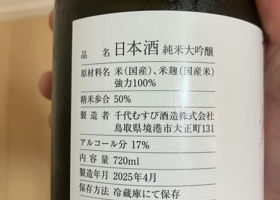 品　名 日本酒 純米大吟醸
原材料名 米（国産）、米麹（国産米）
強力100%
精米歩合 50%
製 造 者 千代むすび酒造株式会社
鳥取県境港市大正町131
アルコール分 17%
内 容 量 720ml
製造年月 2025年4月
保存方法 冷蔵庫にて保存